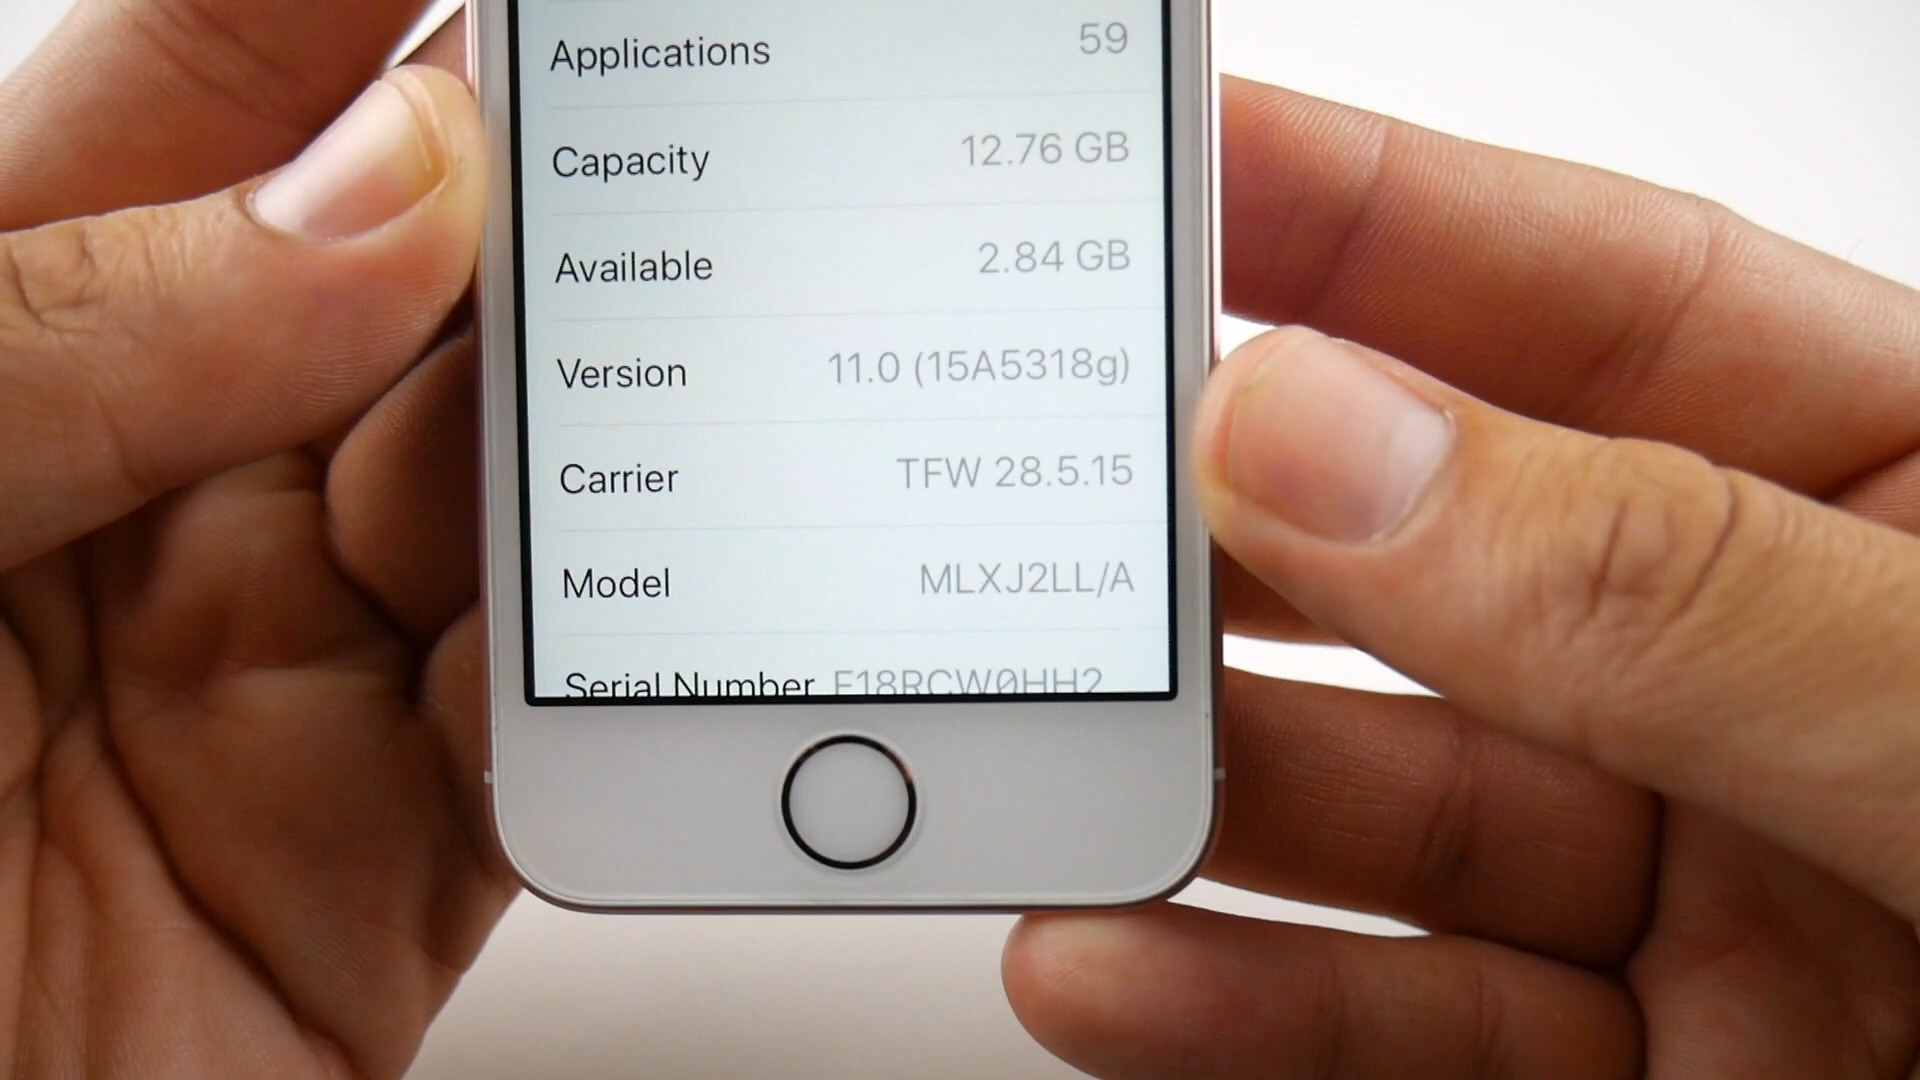 Applications 59
Capacity 12.76 GB
Available 2.84 GB
Version 11.0 (15A5318g)
Carrier TFW 28.5.15
Model MLXJ2LL/A
Serial Number